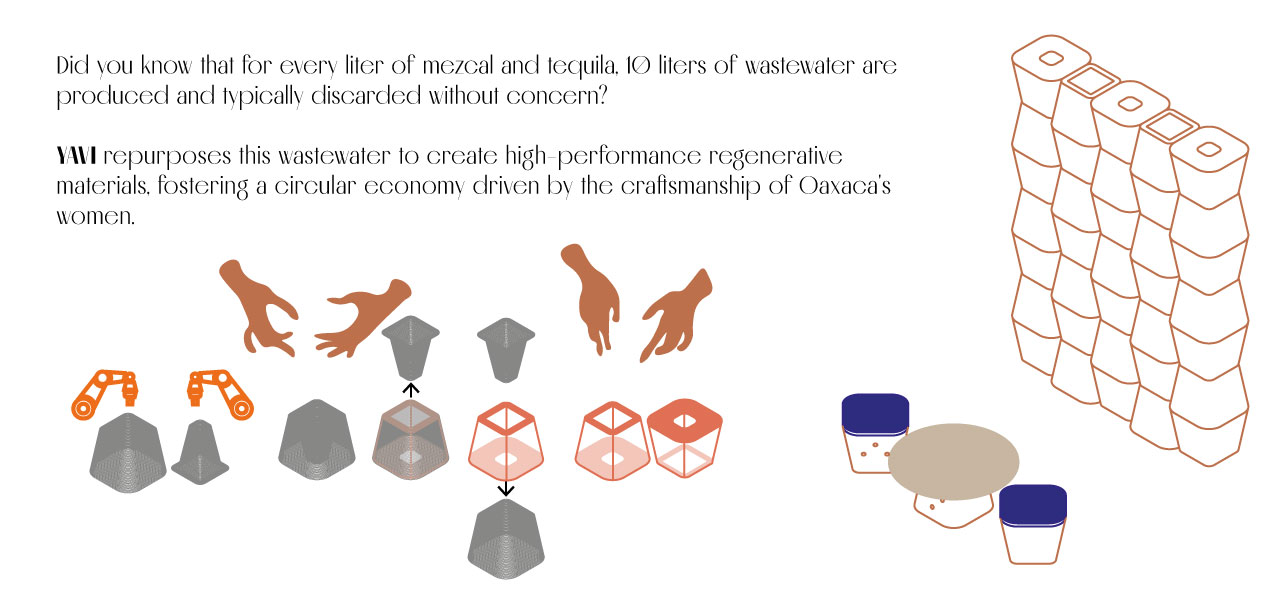 Did you know that for every liter of mezcal and tequila, 10 liters of wastewater are
produced and typically discarded without concern?
YAVI repurposes this wastewater to create high-performance regenerative
materials, fostering a circular economy driven by the craftsmanship of Oaxaca's
women.